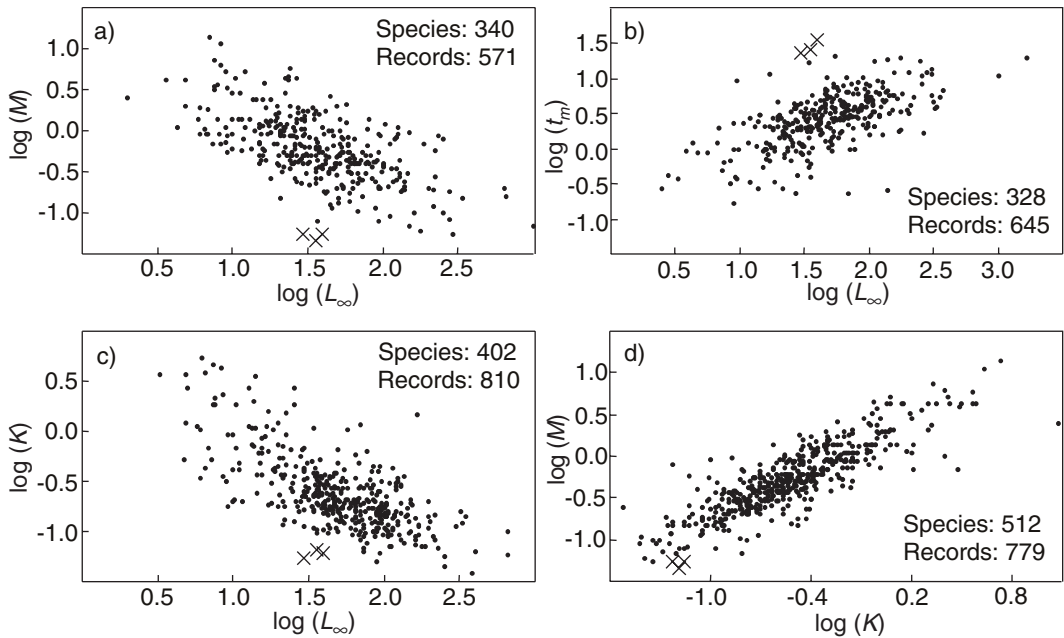 a)
Species: 340
Records: 571
log (M)
1.0
0.5
0.0
-0.5
-1.0
0.5 1.0 1.5 2.0 2.5
log (L∞)
b)
Species: 328
Records: 645
log (tm)
1.5
1.0
0.5
0.0
-0.5
-1.0
0.5 1.0 1.5 2.0 2.5 3.0
log (L∞)
c)
Species: 402
Records: 810
log (K)
0.5
0.0
-0.5
-1.0
0.5 1.0 1.5 2.0 2.5
log (L∞)
d)
Species: 512
Records: 779
log (M)
1.0
0.5
0.0
-0.5
-1.0
-1.0 -0.4 0.2 0.8
log (K)